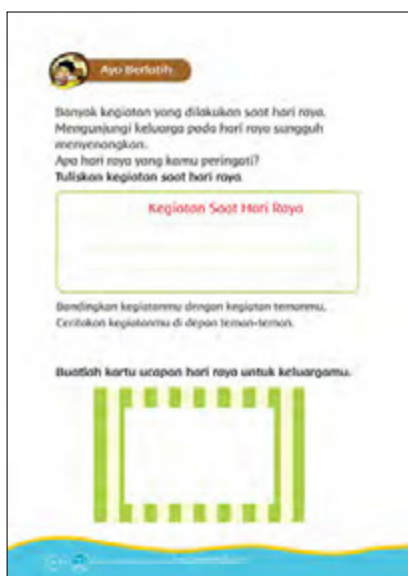 Ayo Berlatih
Banyak kegiatan yang dilakukan saat hari raya.
Mengunjungi keluarga pada hari raya sungguh
menyenangkan.
Apa hari raya yang kamu peringati?
Tuliskan kegiatan saat hari raya.
Kegiatan Saat Hari Raya
Bandingkan kegiatanmu dengan kegiatan temanmu.
Ceritakan kegiatanmu di depan teman-teman.
Buatlah kartu ucapan hari raya untuk keluargamu.